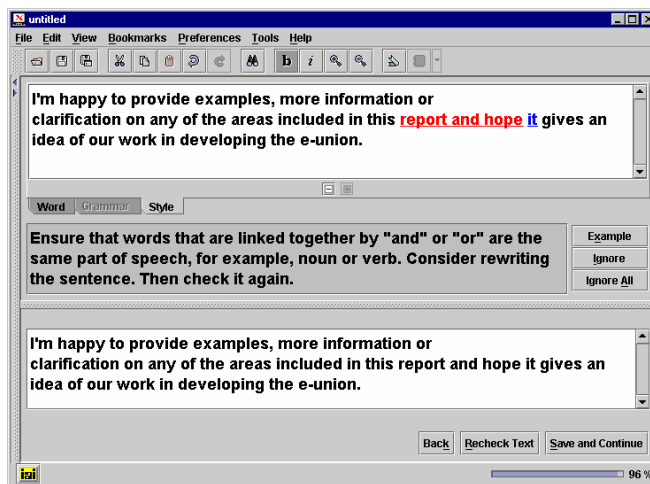 untitled
File Edit View Bookmarks Preferences Tools Help
b i
I'm happy to provide examples, more information or
clarification on any of the areas included in this report and hope it gives an
idea of our work in developing the e-union.
Word Grammar Style
Ensure that words that are linked together by "and" or "or" are the
same part of speech, for example, noun or verb. Consider rewriting
the sentence. Then check it again.
Example
Ignore
Ignore All
I'm happy to provide examples, more information or
clarification on any of the areas included in this report and hope it gives an
idea of our work in developing the e-union.
Back Recheck Text Save and Continue
96 %